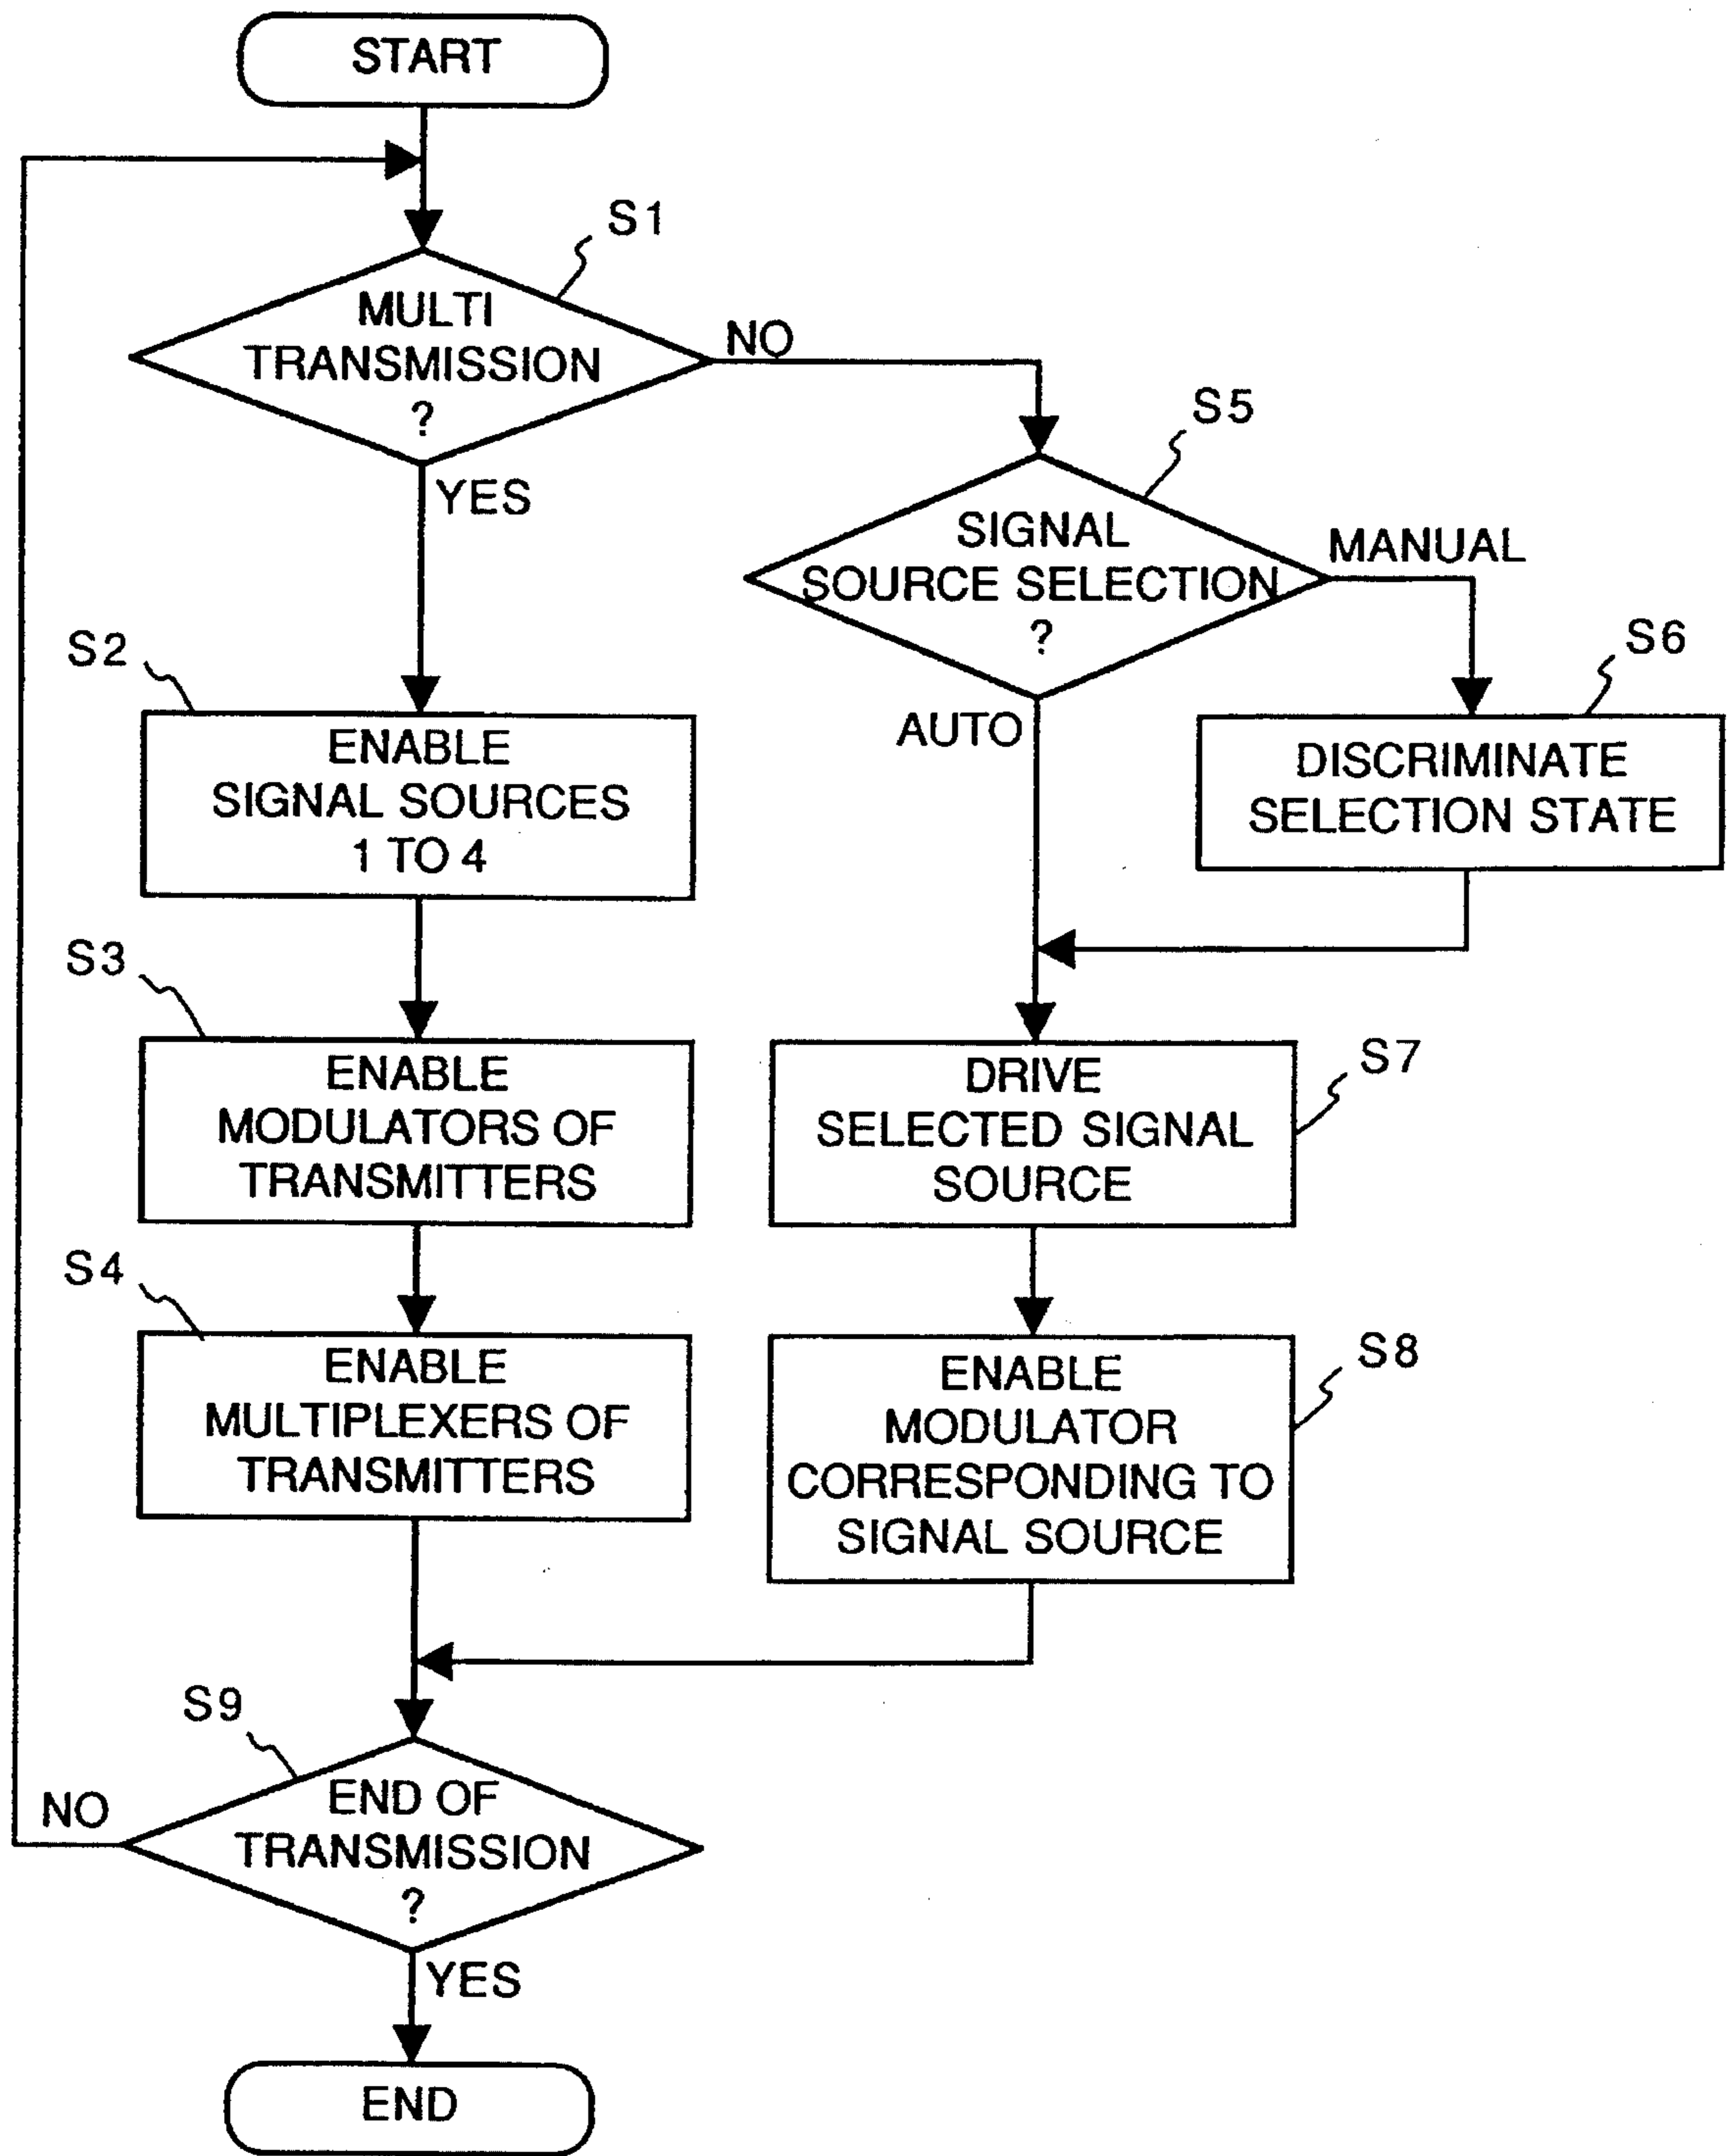 START
S1
MULTI
TRANSMISSION
?
NO
YES
S5
SIGNAL
SOURCE SELECTION
?
MANUAL
AUTO
S6
DISCRIMINATE
SELECTION STATE
S2
ENABLE
SIGNAL SOURCES
1 TO 4
S3
ENABLE
MODULATORS OF
TRANSMITTERS
S7
DRIVE
SELECTED SIGNAL
SOURCE
S4
ENABLE
MULTIPLEXERS OF
TRANSMITTERS
S8
ENABLE
MODULATOR
CORRESPONDING TO
SIGNAL SOURCE
S9
END OF
TRANSMISSION
?
NO
YES
END